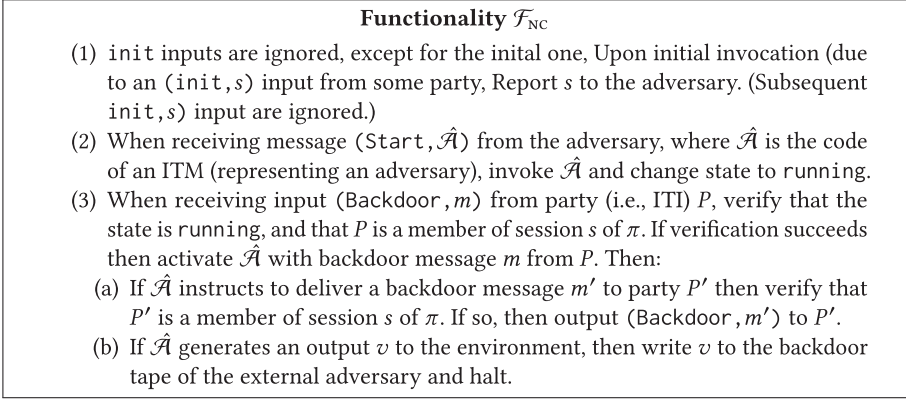 Functionality ℱNC
(1) init inputs are ignored, except for the inital one, Upon initial invocation (due
to an (init,s) input from some party, Report s to the adversary. (Subsequent
init,s) input are ignored.)
(2) When receiving message (Start,𝒜̂) from the adversary, where 𝒜̂ is the code
of an ITM (representing an adversary), invoke 𝒜̂ and change state to running.
(3) When receiving input (Backdoor,m) from party (i.e., ITI) P, verify that the
state is running, and that P is a member of session s of π. If verification succeeds
then activate 𝒜̂ with backdoor message m from P. Then:
(a) If 𝒜̂ instructs to deliver a backdoor message m′ to party P′ then verify that
P′ is a member of session s of π. If so, then output (Backdoor,m′) to P′.
(b) If 𝒜̂ generates an output v to the environment, then write v to the backdoor
tape of the external adversary and halt.